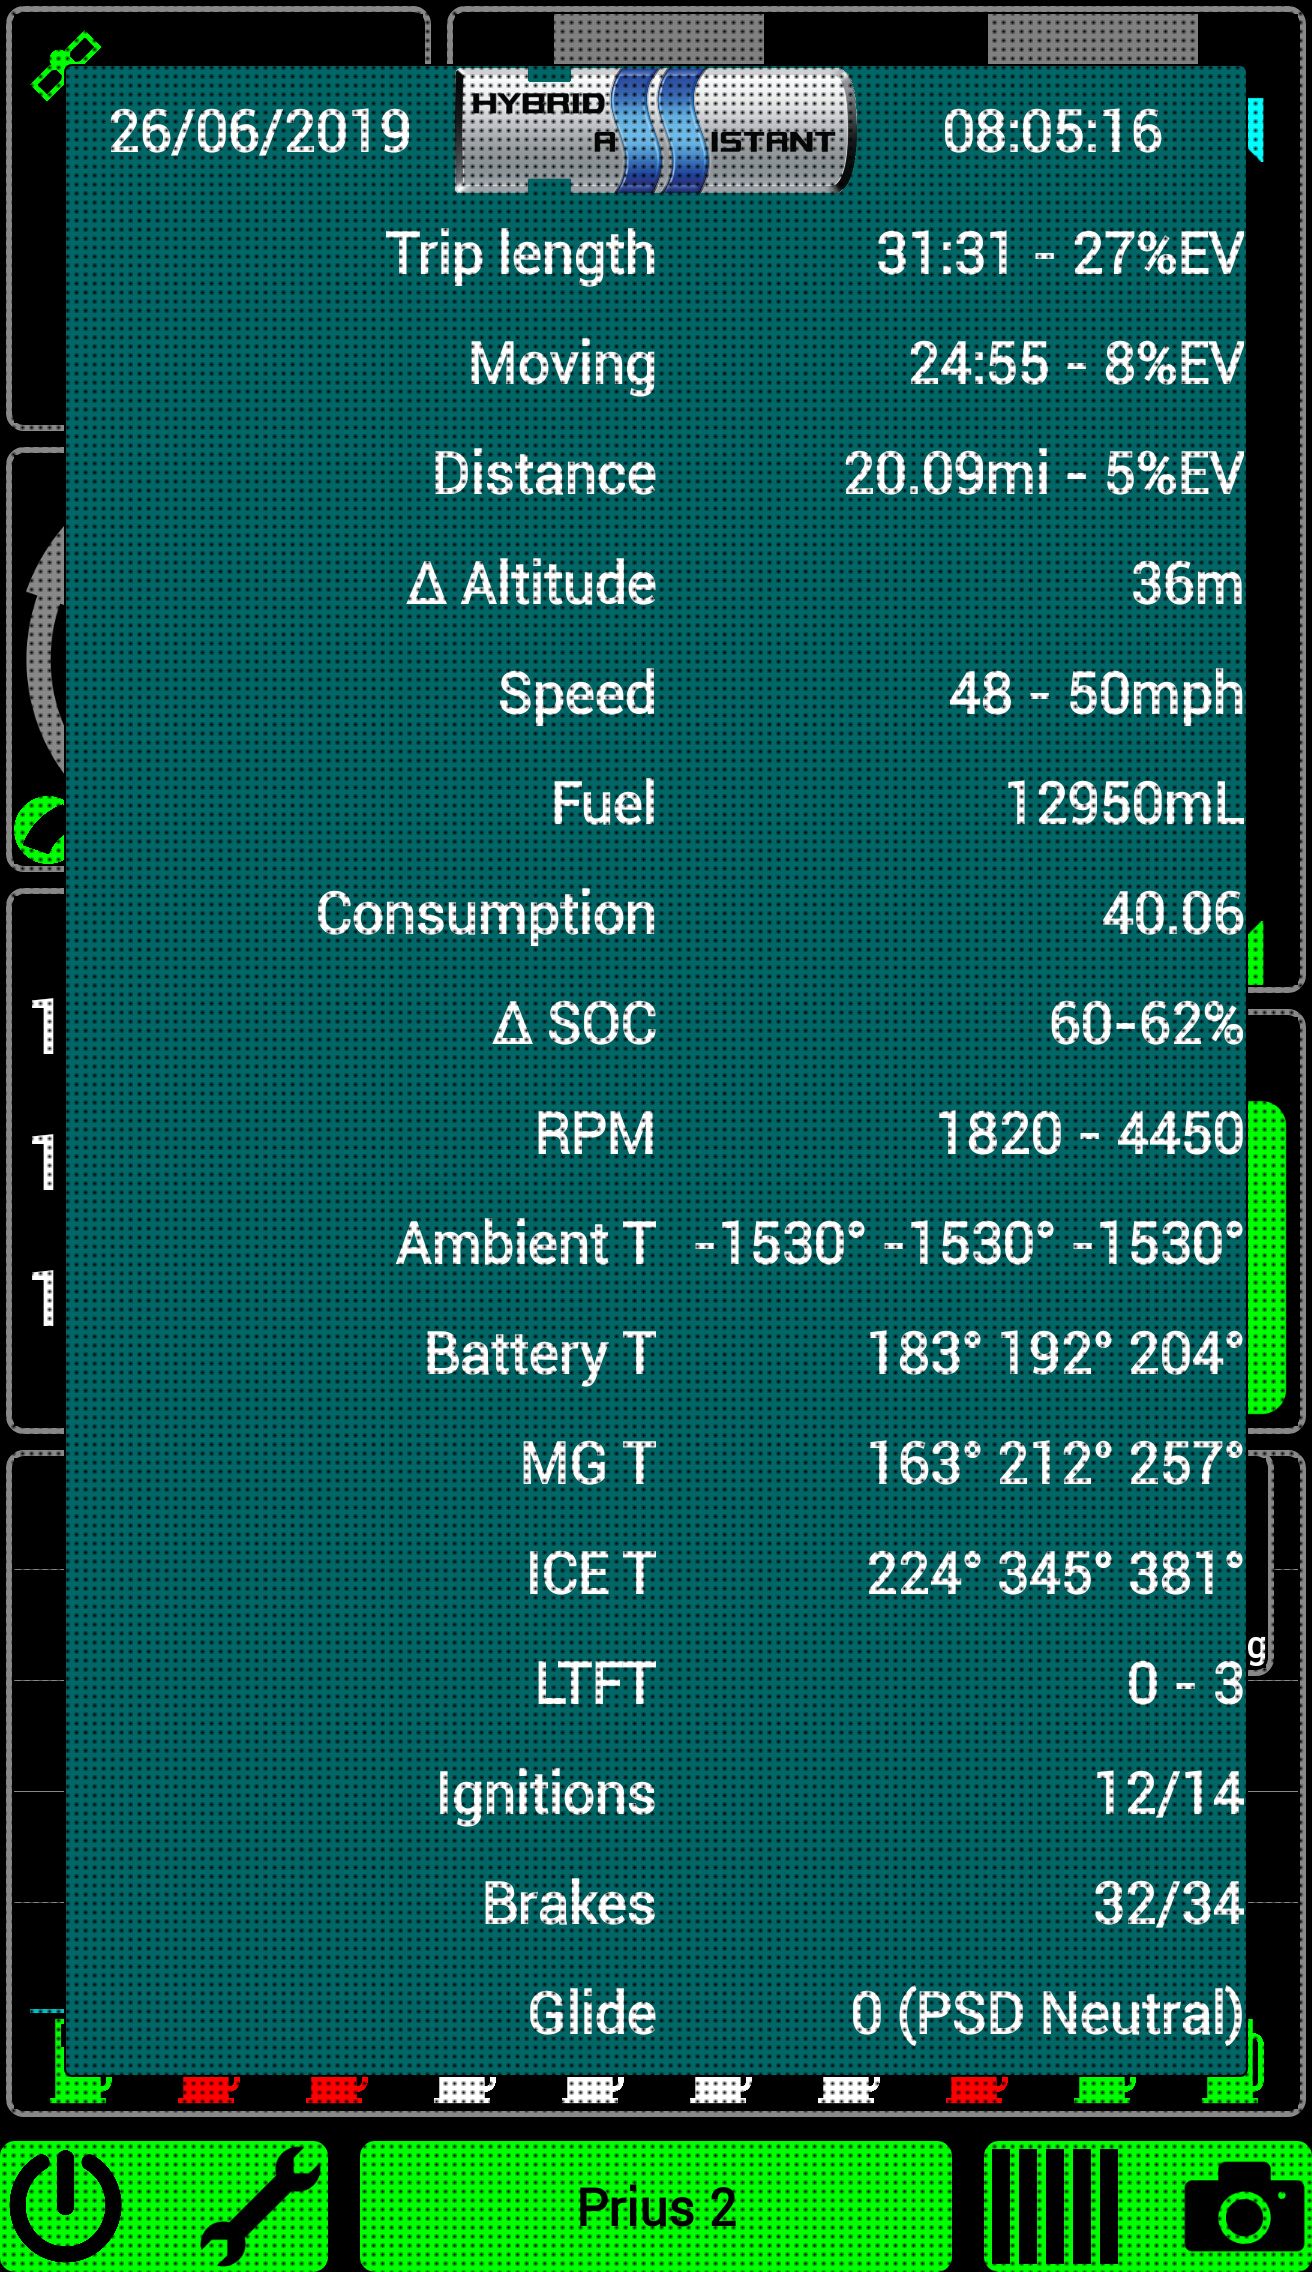 26/06/2019
HYBRID
A ISTANT
08:05:16
Trip length 31:31 - 27%EV
Moving 24:55 - 8%EV
Distance 20.09mi - 5%EV
Δ Altitude 36m
Speed 48 - 50mph
Fuel 12950mL
Consumption 40.06
Δ SOC 60-62%
RPM 1820 - 4450
Ambient T -1530° -1530° -1530°
Battery T 183° 192° 204°
MG T 163° 212° 257°
ICE T 224° 345° 381°
LTFT 0 - 3
Ignitions 12/14
Brakes 32/34
Glide 0 (PSD Neutral)
1
1
1
g
Prius 2